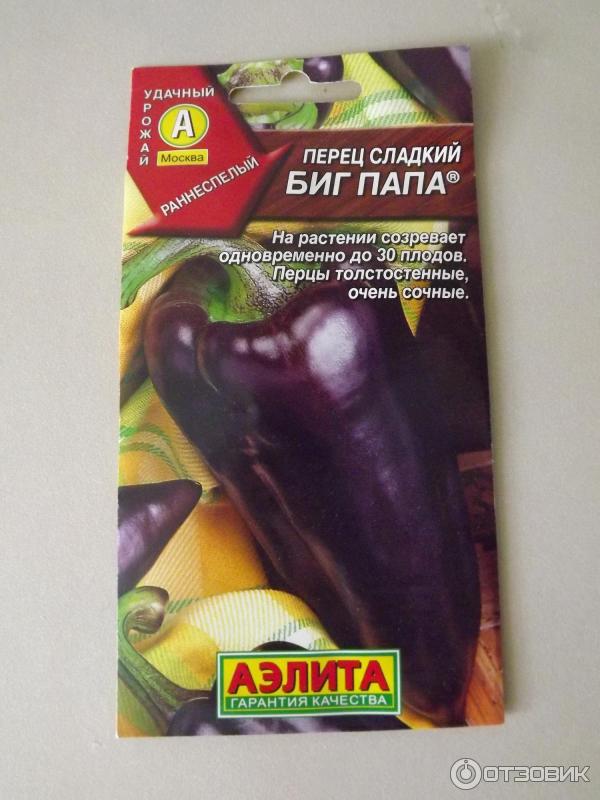 УДАЧНЫЙ
УРОЖАЙ
А
Москва
РАННЕСПЕЛЫЙ
ПЕРЕЦ СЛАДКИЙ
БИГ ПАПА®
На растении созревает
одновременно до 30 плодов.
Перцы толстостенные,
очень сочные.
АЭЛИТА
ГАРАНТИЯ КАЧЕСТВА
ОТЗОВИК